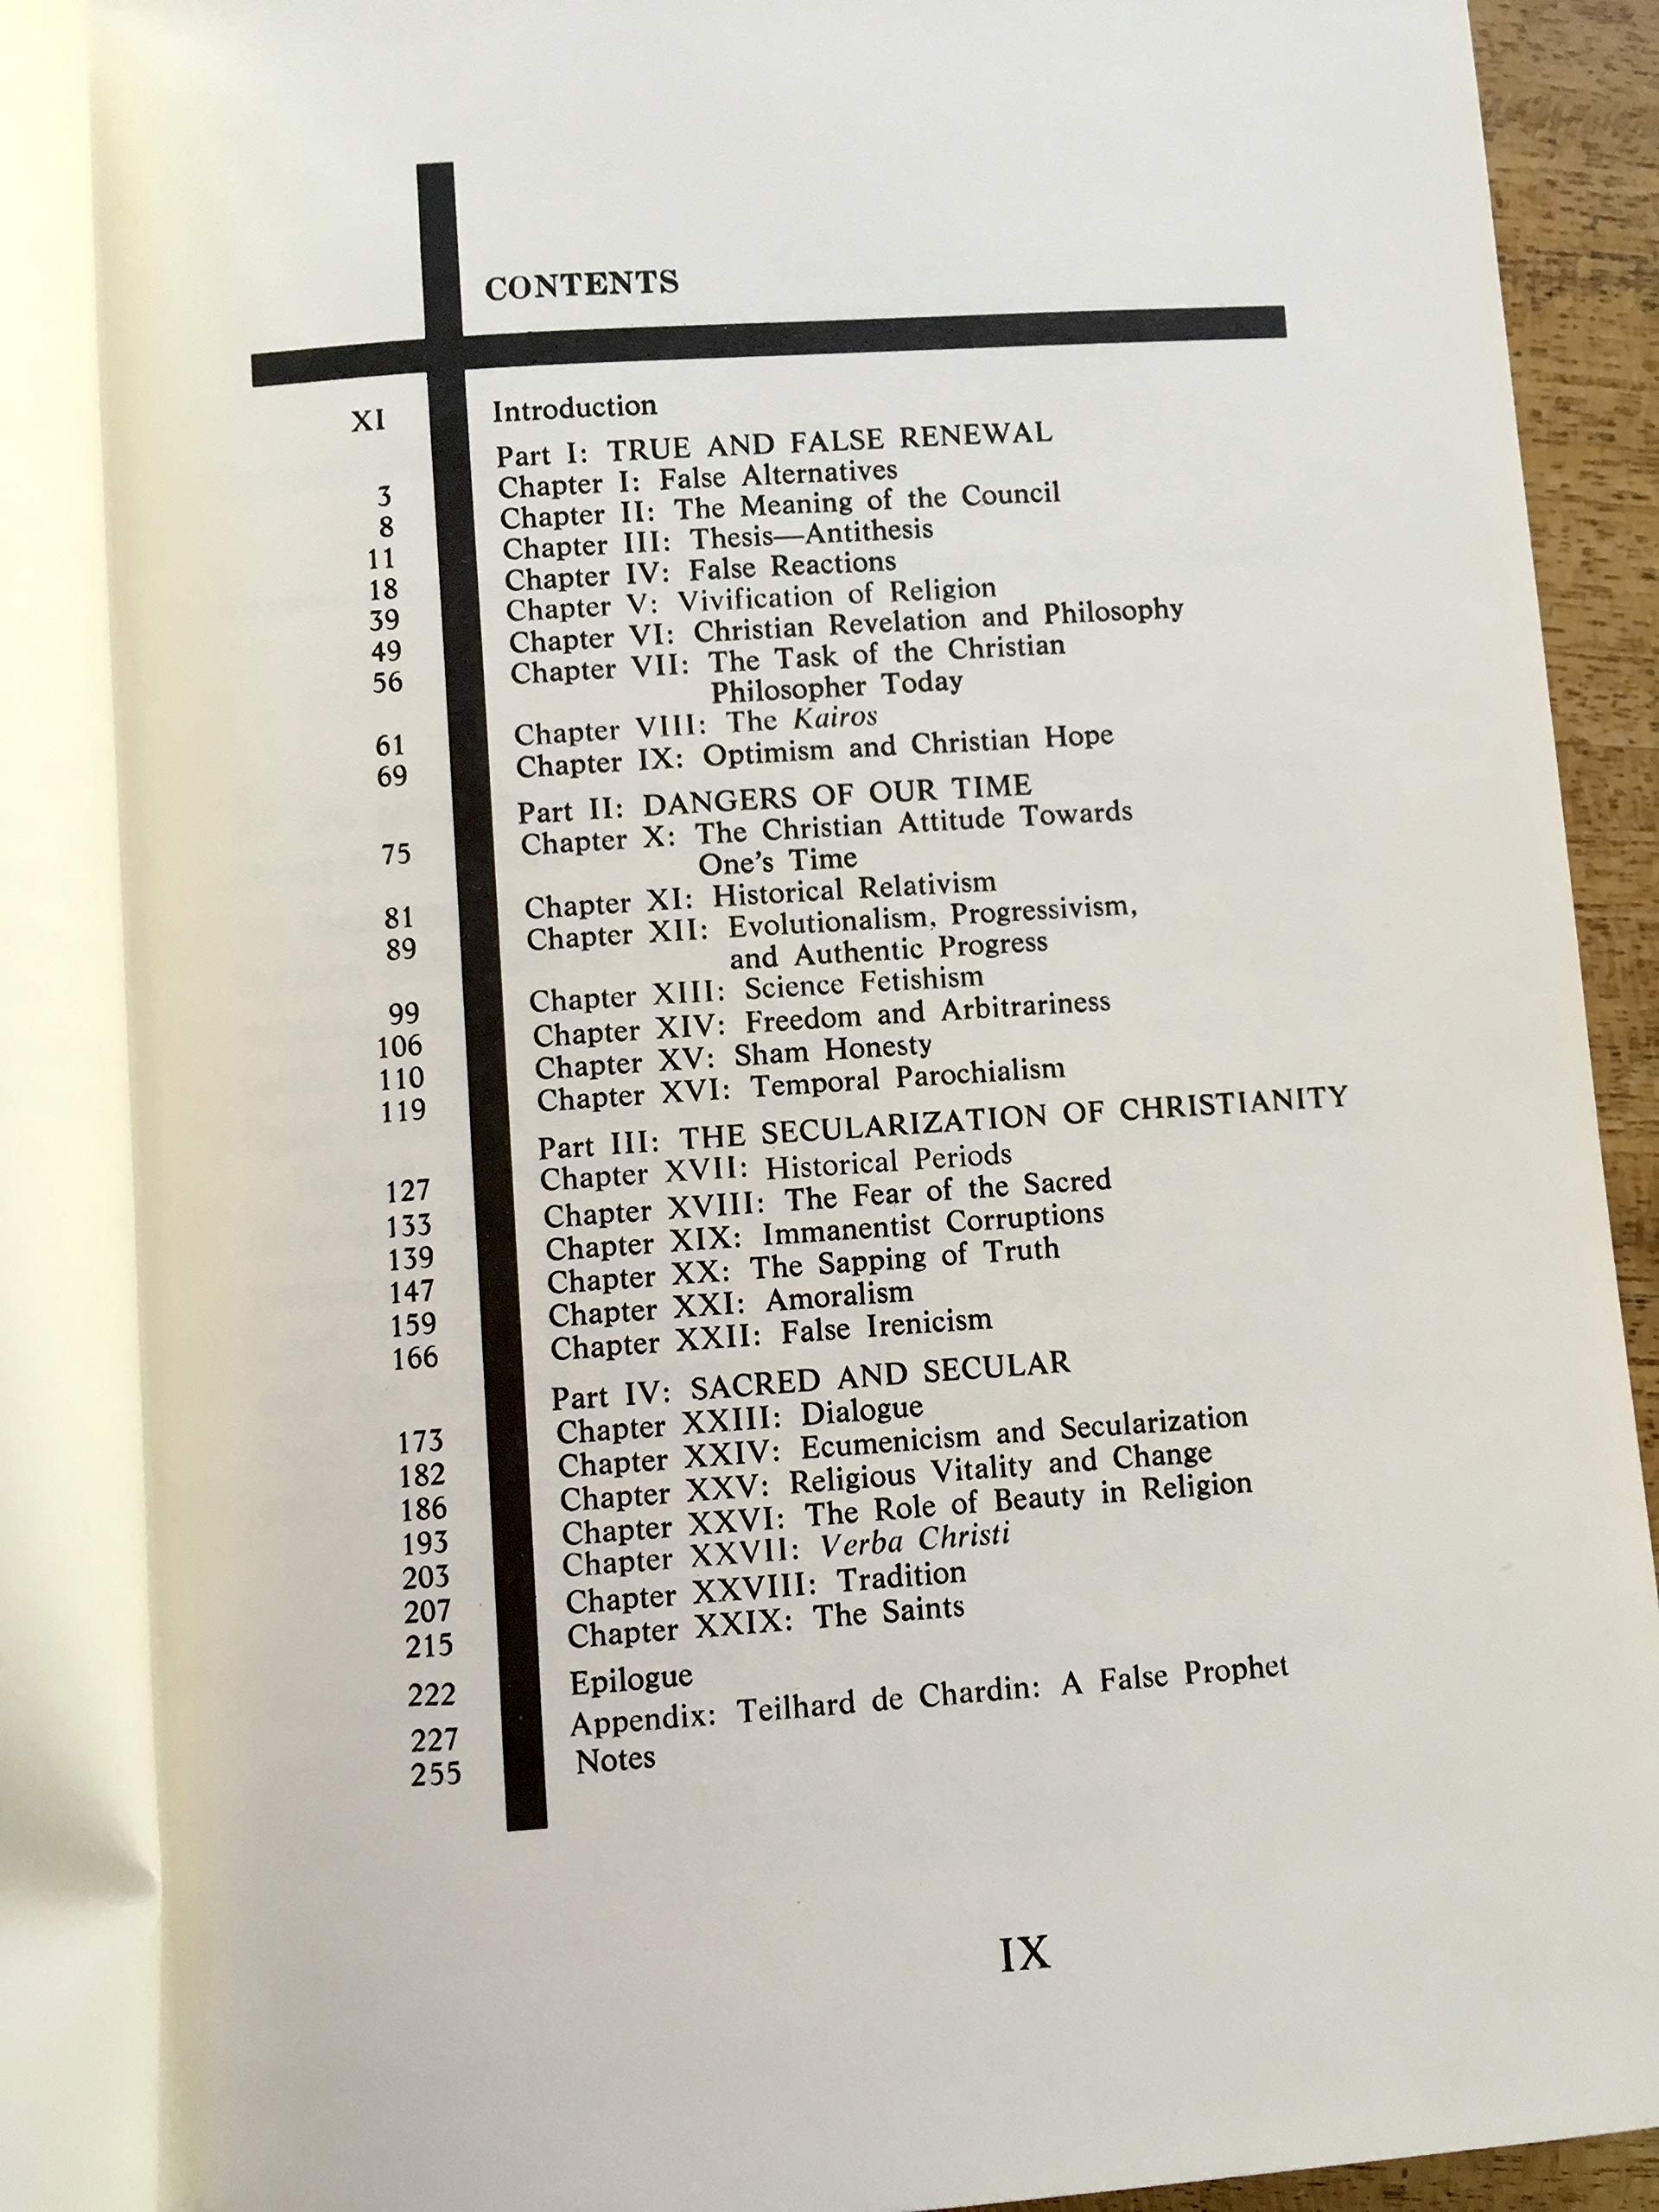 CONTENTS
XI Introduction
Part I: TRUE AND FALSE RENEWAL
3 Chapter I: False Alternatives
8 Chapter II: The Meaning of the Council
11 Chapter III: Thesis—Antithesis
18 Chapter IV: False Reactions
39 Chapter V: Vivification of Religion
49 Chapter VI: Christian Revelation and Philosophy
56 Chapter VII: The Task of the Christian
Philosopher Today
61 Chapter VIII: The Kairos
69 Chapter IX: Optimism and Christian Hope
Part II: DANGERS OF OUR TIME
75 Chapter X: The Christian Attitude Towards
One's Time
81 Chapter XI: Historical Relativism
89 Chapter XII: Evolutionalism, Progressivism,
and Authentic Progress
99 Chapter XIII: Science Fetishism
106 Chapter XIV: Freedom and Arbitrariness
110 Chapter XV: Sham Honesty
119 Chapter XVI: Temporal Parochialism
Part III: THE SECULARIZATION OF CHRISTIANITY
127 Chapter XVII: Historical Periods
133 Chapter XVIII: The Fear of the Sacred
139 Chapter XIX: Immanentist Corruptions
147 Chapter XX: The Sapping of Truth
159 Chapter XXI: Amoralism
166 Chapter XXII: False Irenicism
Part IV: SACRED AND SECULAR
173 Chapter XXIII: Dialogue
182 Chapter XXIV: Ecumenicism and Secularization
186 Chapter XXV: Religious Vitality and Change
193 Chapter XXVI: The Role of Beauty in Religion
203 Chapter XXVII: Verba Christi
207 Chapter XXVIII: Tradition
215 Chapter XXIX: The Saints
222 Epilogue
227 Appendix: Teilhard de Chardin: A False Prophet
255 Notes
IX